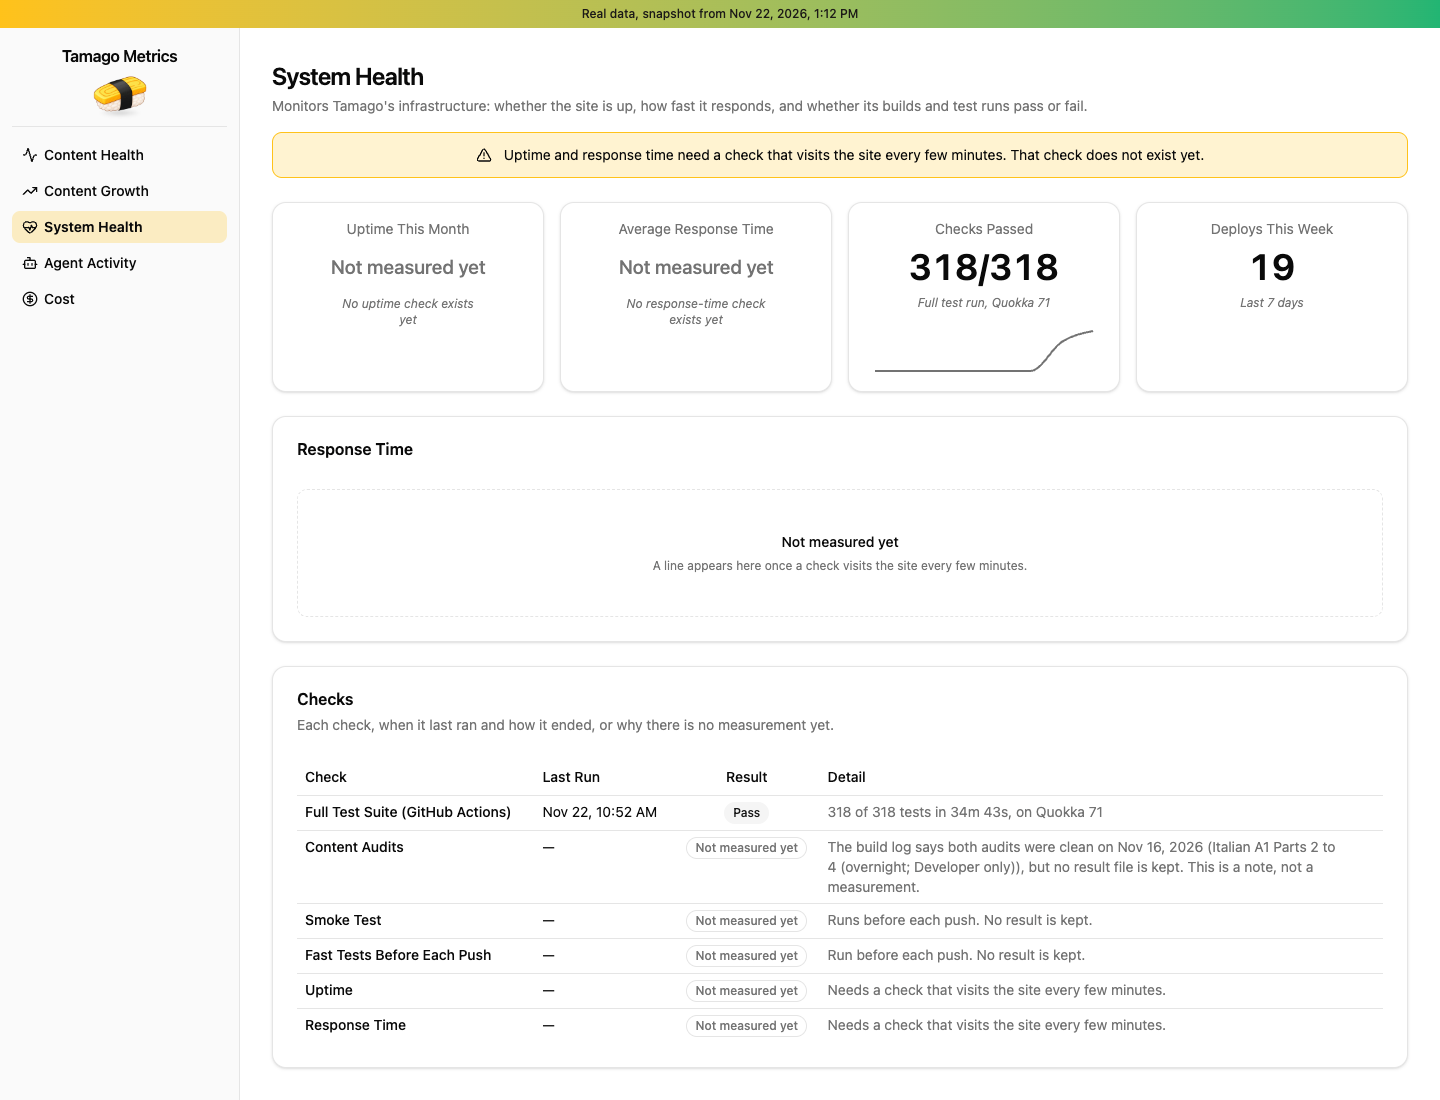 Real data, snapshot from Nov 22, 2026, 1:12 PM
Tamago Metrics
Content Health
Content Growth
System Health
Agent Activity
Cost
System Health
Monitors Tamago's infrastructure: whether the site is up, how fast it responds, and whether its builds and test runs pass or fail.
Uptime and response time need a check that visits the site every few minutes. That check does not exist yet.
Uptime This Month
Not measured yet
No uptime check exists
yet
Average Response Time
Not measured yet
No response-time check
exists yet
Checks Passed
318/318
Full test run, Quokka 71
Deploys This Week
19
Last 7 days
Response Time
Not measured yet
A line appears here once a check visits the site every few minutes.
Checks
Each check, when it last ran and how it ended, or why there is no measurement yet.
Check Last Run Result Detail
Full Test Suite (GitHub Actions) Nov 22, 10:52 AM Pass 318 of 318 tests in 34m 43s, on Quokka 71
Content Audits — Not measured yet The build log says both audits were clean on Nov 16, 2026 (Italian A1 Parts 2 to
4 (overnight; Developer only)), but no result file is kept. This is a note, not a
measurement.
Smoke Test — Not measured yet Runs before each push. No result is kept.
Fast Tests Before Each Push — Not measured yet Run before each push. No result is kept.
Uptime — Not measured yet Needs a check that visits the site every few minutes.
Response Time — Not measured yet Needs a check that visits the site every few minutes.